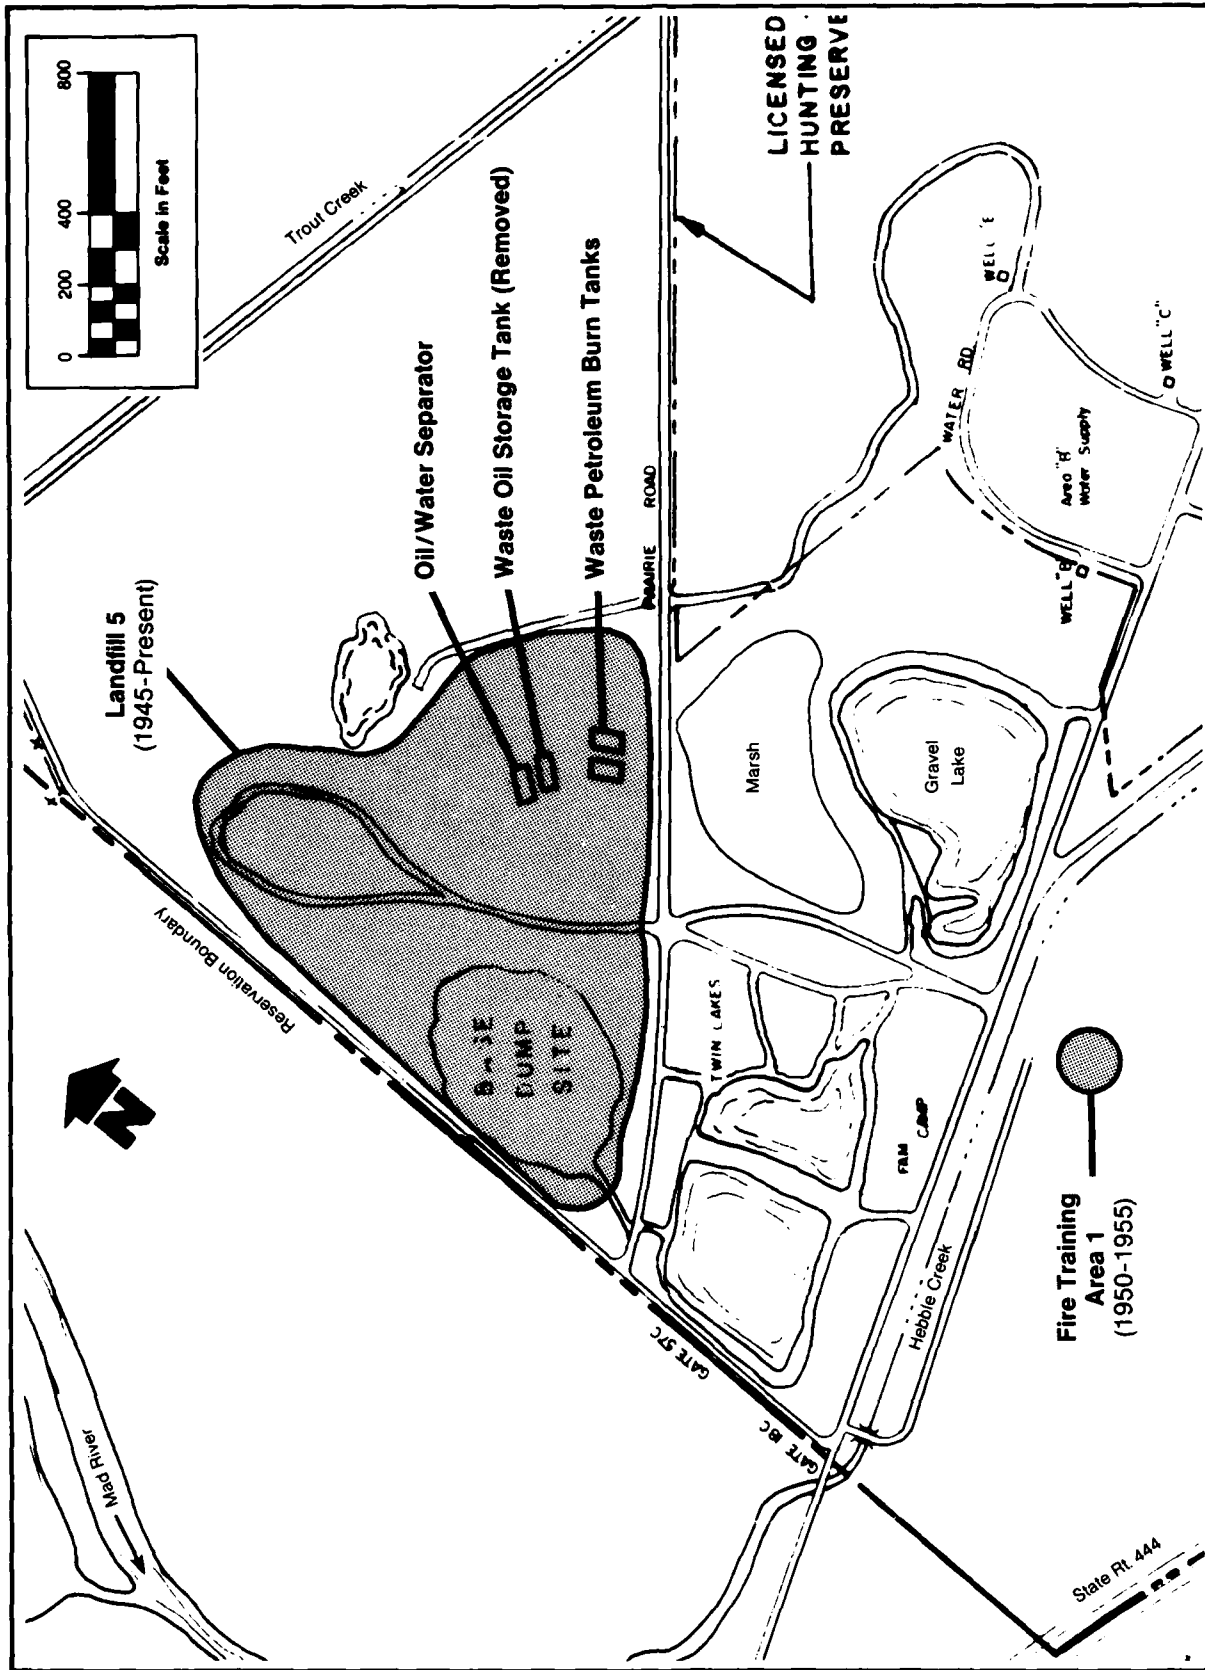 800
400
200
0
Scale in Feet
Trout Creek
Landfill 5
(1945-Present)
Oil/Water Separator
Waste Oil Storage Tank (Removed)
Waste Petroleum Burn Tanks
LICENSED
HUNTING
PRESERVE
PRAIRIE ROAD
Reservation Boundary
N
DUMP
SITE
Mad River
Marsh
Gravel
Lake
TWIN LAKES
FAM
CAMP
WATER RD
WELL "E"
WELL "C"
WELL "B"
Area "B"
Water Supply
GATE 57C
GATE 18C
Hebble Creek
Fire Training
Area 1
(1950-1955)
State Rt. 444